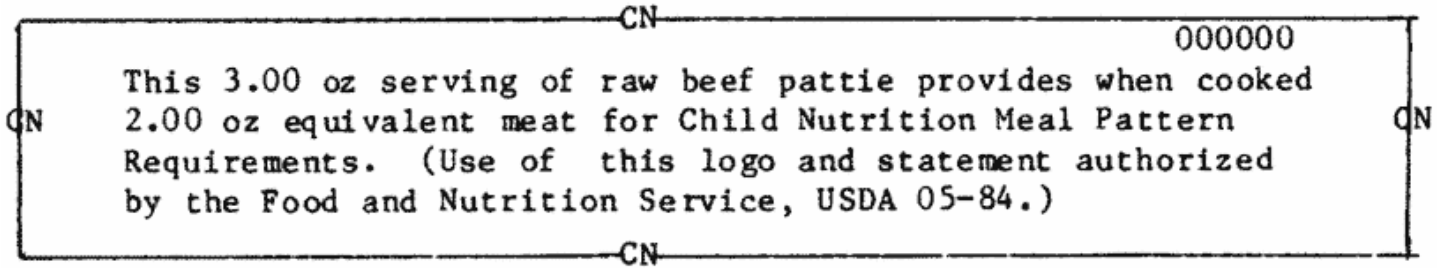 CN
000000
This 3.00 oz serving of raw beef pattie provides when cooked
CN 2.00 oz equivalent meat for Child Nutrition Meal Pattern CN
Requirements. (Use of this logo and statement authorized
by the Food and Nutrition Service, USDA 05-84.)
CN